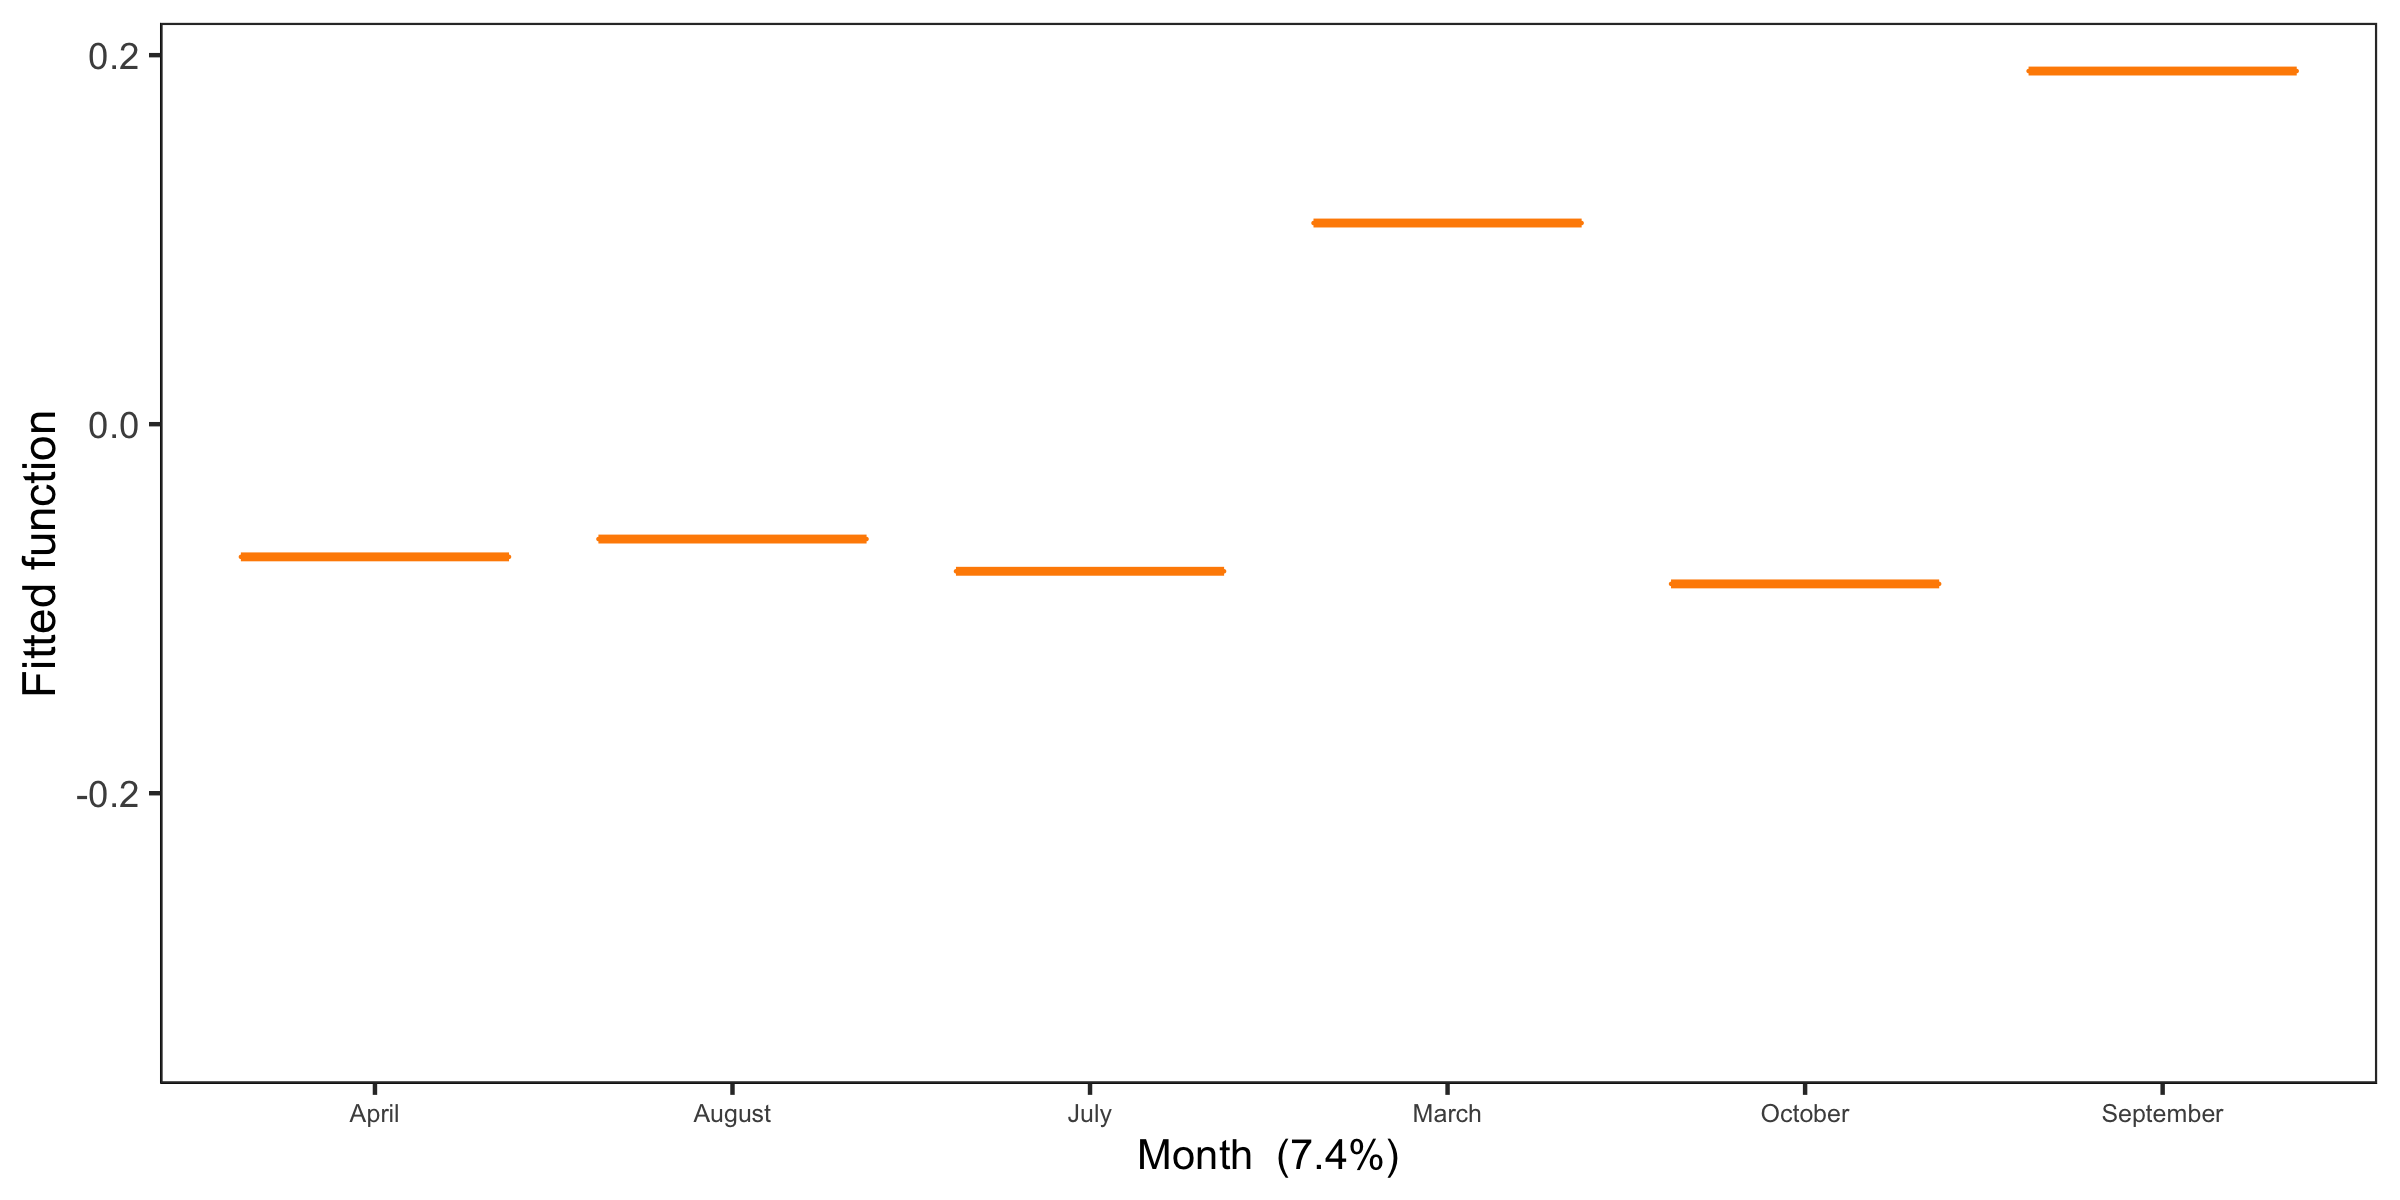 0.2
0.0
-0.2
Fitted function
April August July March October September
Month (7.4%)